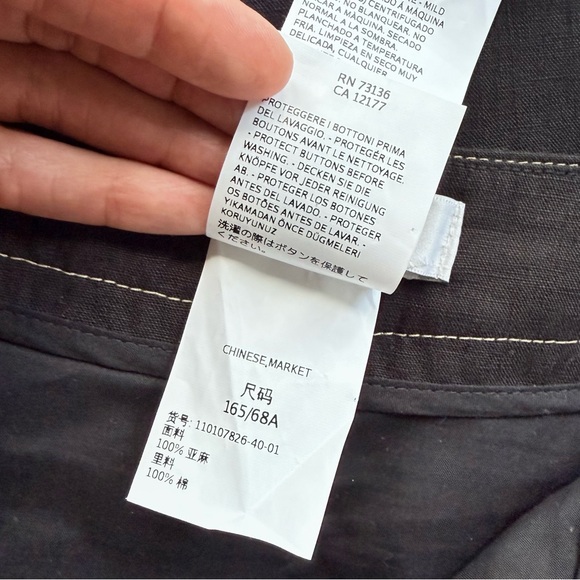 - MILD
CENTRIFUGADO
NO BLANQUEAR. NO
NORMAR A MÁQUINA
NORMAL A LA SOMBRA. SECADO
PLANCHADO A TEMPERATURA
FRÍA. LIMPIEZA EN SECO MUY
DELICADA, CUALQUIER
RN 73136
CA 12177
PROTEGGERE I BOTTONI PRIMA
DEL LAVAGGIO - PROTÉGER LES
BOUTONS AVANT LE NETTOYAGE.
- PROTECT BUTTONS BEFORE
WASHING. - DECKEN SIE DIE
KNÖPFE VOR JEDER REINIGUNG
AB. - PROTEGER LOS BOTONES
ANTES DEL LAVADO. - PROTEGER
OS BOTÕES ANTES DE LAVAR. -
YIKAMADAN ÖNCE DÜĞMELERİ
KORUYUNUZ
洗濯の際はボタンを保護して
ください。
CHINESE,MARKET
尺码
165/68A
货号: 110107826-40-01
面料
100% 亚麻
里料
100% 棉